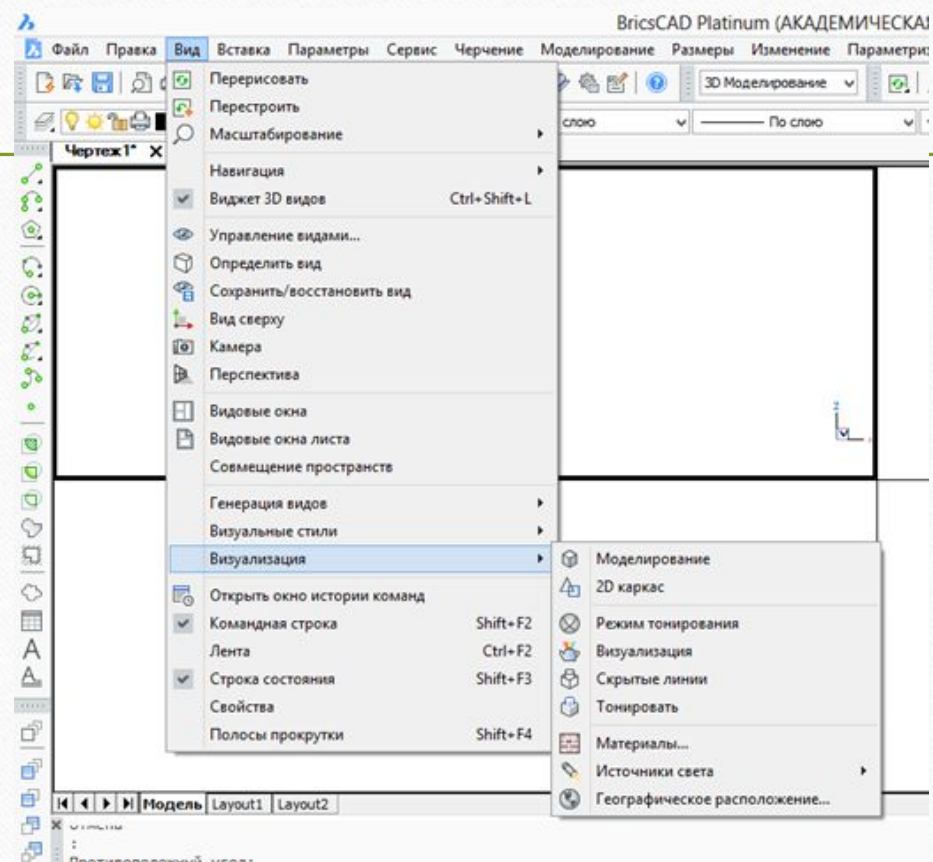 BricsCAD Platinum (АКАДЕМИЧЕСКА
Файл Правка Вид Вставка Параметры Сервис Черчение Моделирование Размеры Изменение Параметри
3D Моделирование
слою По слою
Чертеж1* X
Перерисовать
Перестроить
Масштабирование
Навигация
Виджет 3D видов Ctrl+Shift+L
Управление видами...
Определить вид
Сохранить/восстановить вид
Вид сверху
Камера
Перспектива
Видовые окна
Видовые окна листа
Совмещение пространств
Генерация видов
Визуальные стили
Визуализация
Открыть окно истории команд
Командная строка Shift+F2
Лента Ctrl+F2
Строка состояния Shift+F3
Свойства
Полосы прокрутки Shift+F4
Моделирование
2D каркас
Режим тонирования
Визуализация
Скрытые линии
Тонировать
Материалы...
Источники света
Географическое расположение...
Z
Модель Layout1 Layout2
: